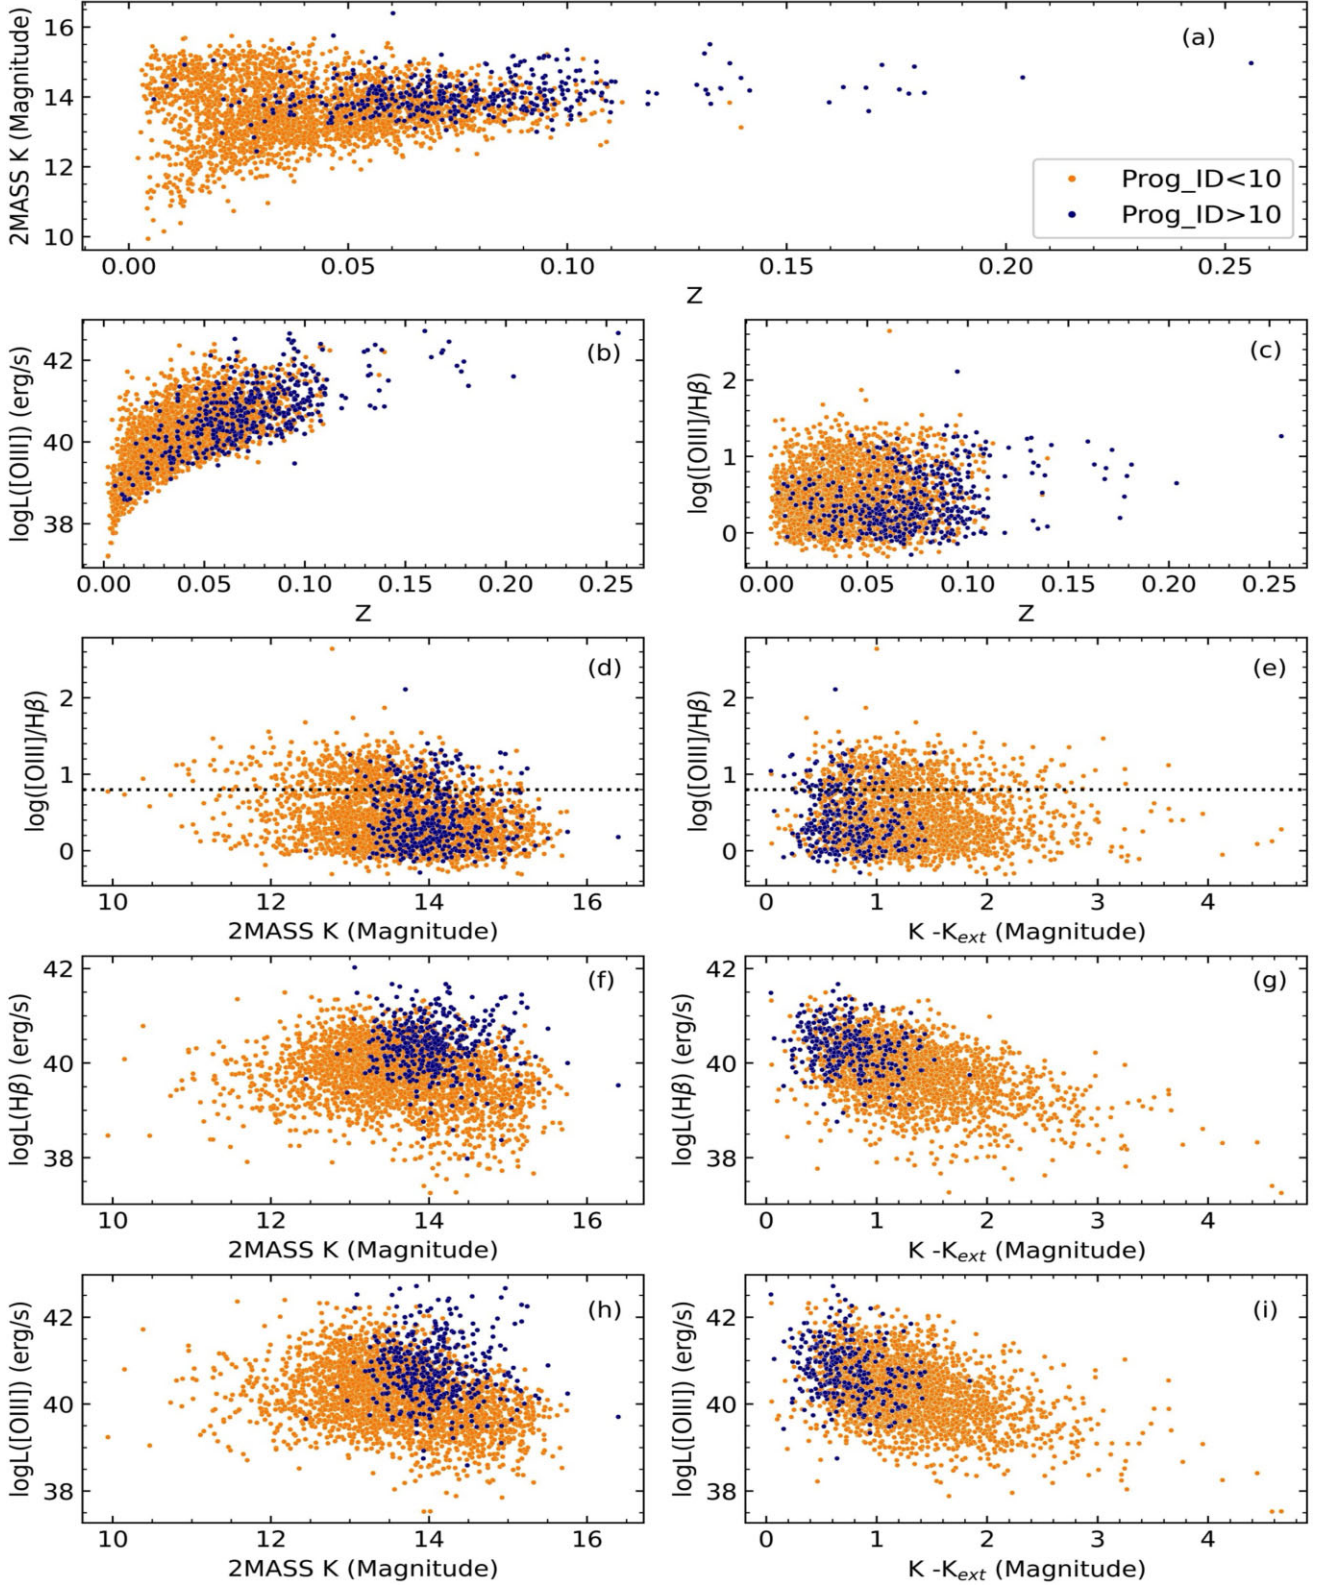 2MASS K (Magnitude)
16
14
12
10
(a)
Prog_ID<10
Prog_ID>10
0.00 0.05 0.10 0.15 0.20 0.25
Z
logL([OIII]) (erg/s)
42
40
38
(b)
0.00 0.05 0.10 0.15 0.20 0.25
Z
log([OIII]/Hβ)
2
1
0
(c)
0.00 0.05 0.10 0.15 0.20 0.25
Z
log([OIII]/Hβ)
2
1
0
(d)
10 12 14 16
2MASS K (Magnitude)
log([OIII]/Hβ)
2
1
0
(e)
0 1 2 3 4
K -Kext (Magnitude)
logL(Hβ) (erg/s)
42
40
38
(f)
10 12 14 16
2MASS K (Magnitude)
logL(Hβ) (erg/s)
42
40
38
(g)
0 1 2 3 4
K -Kext (Magnitude)
logL([OIII]) (erg/s)
42
40
38
(h)
10 12 14 16
2MASS K (Magnitude)
logL([OIII]) (erg/s)
42
40
38
(i)
0 1 2 3 4
K -Kext (Magnitude)